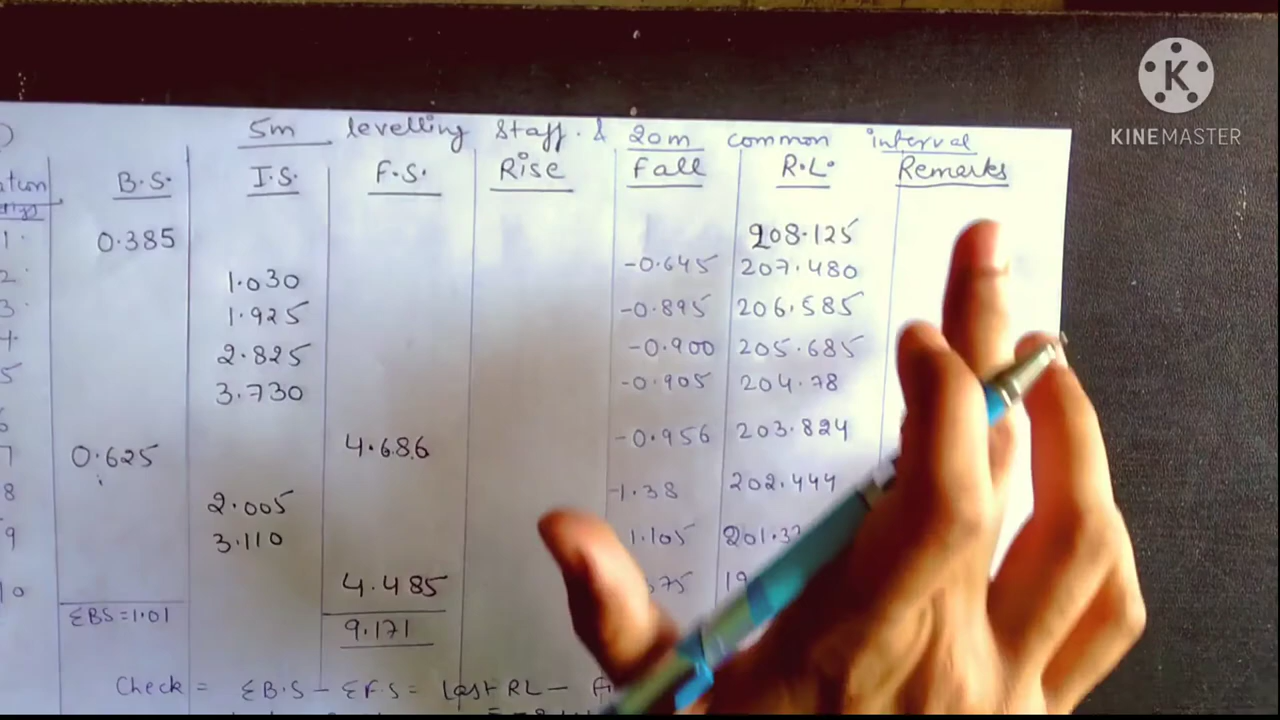 KINEMASTER
5m levelling staff. & 20m common interval
B.S. I.S. F.S. Rise Fall R.L. Remarks
1. 0.385 208.125
2. 1.030 -0.645 207.480
3. 1.925 -0.895 206.585
4. 2.825 -0.900 205.685
5 3.730 -0.905 204.78
6
7 0.625 4.686 -0.956 203.824
8 2.005 -1.38 202.444
9 3.110 1.105
10 4.485
ΣBS=1.01 9.171
Check = ΣB.S - ΣF.S = Last RL -